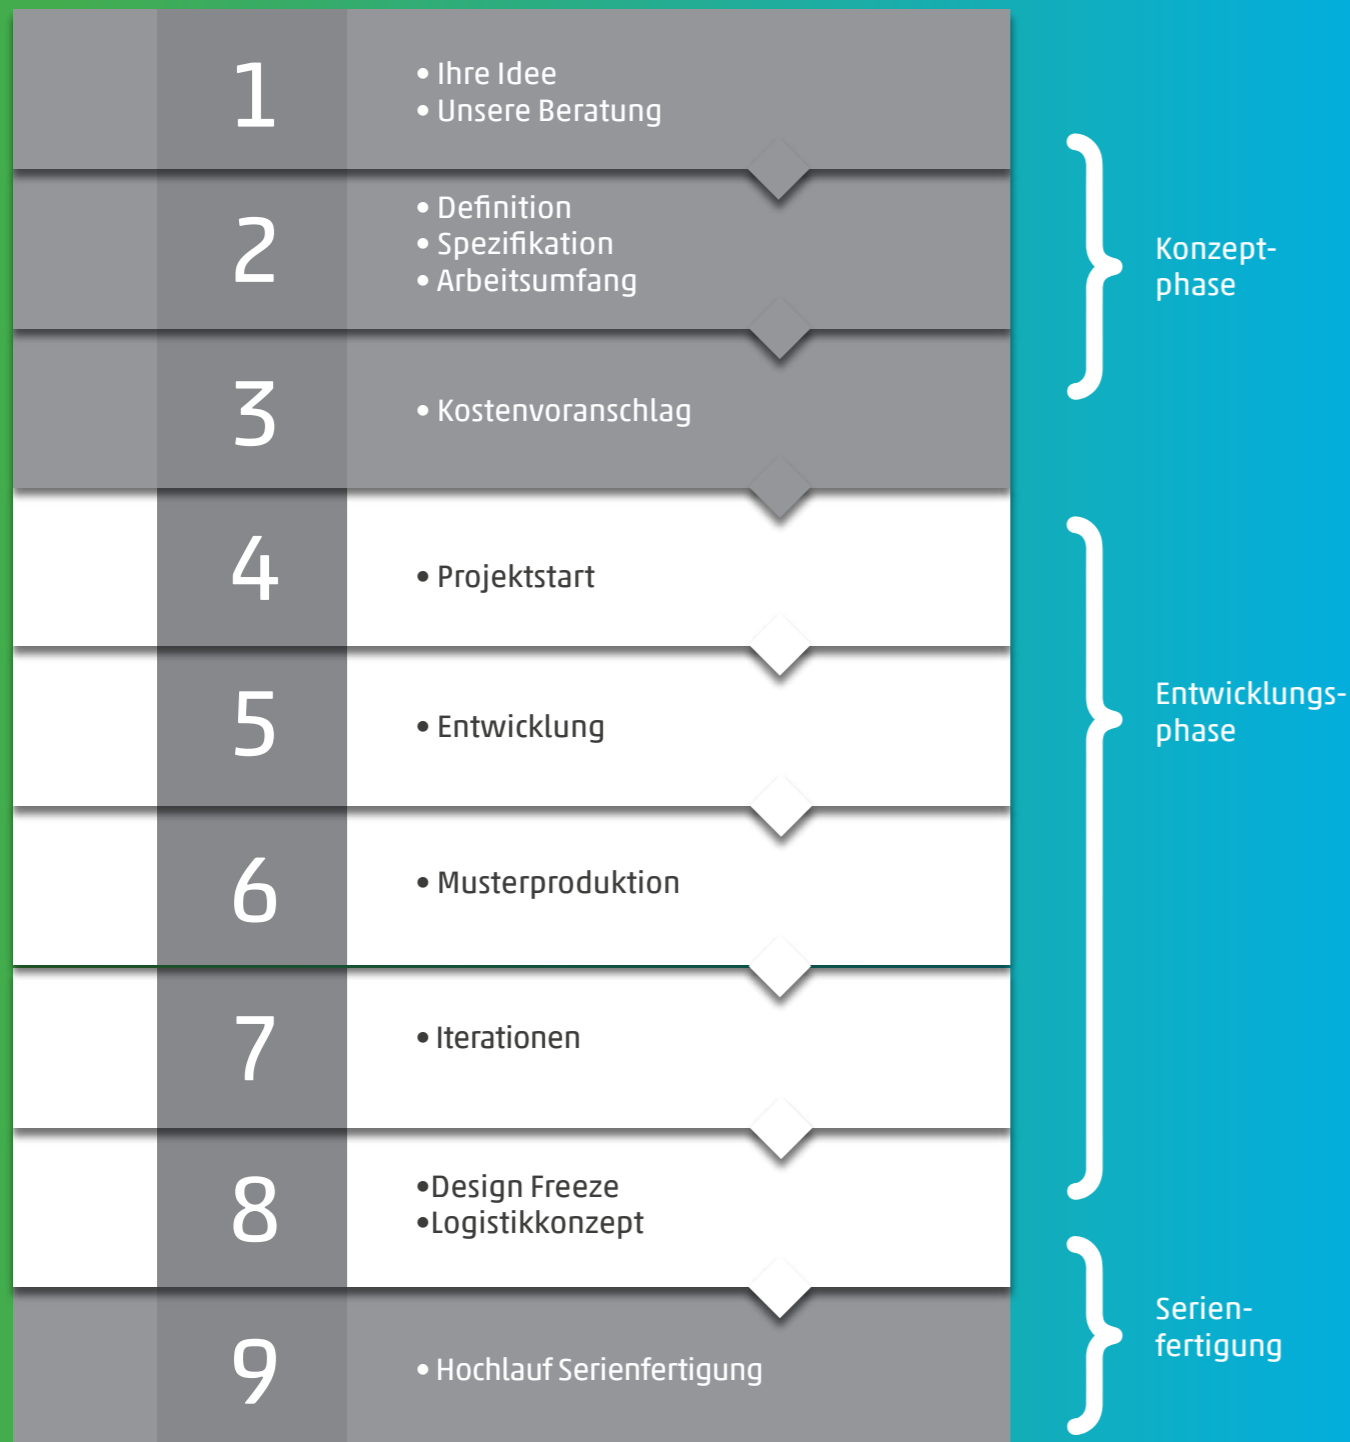 1
• Ihre Idee
• Unsere Beratung
2
• Definition
• Spezifikation
• Arbeitsumfang
3
• Kostenvoranschlag
Konzept-
phase
4
• Projektstart
5
• Entwicklung
6
• Musterproduktion
7
• Iterationen
8
•Design Freeze
•Logistikkonzept
Entwicklungs-
phase
9
• Hochlauf Serienfertigung
Serien-
fertigung